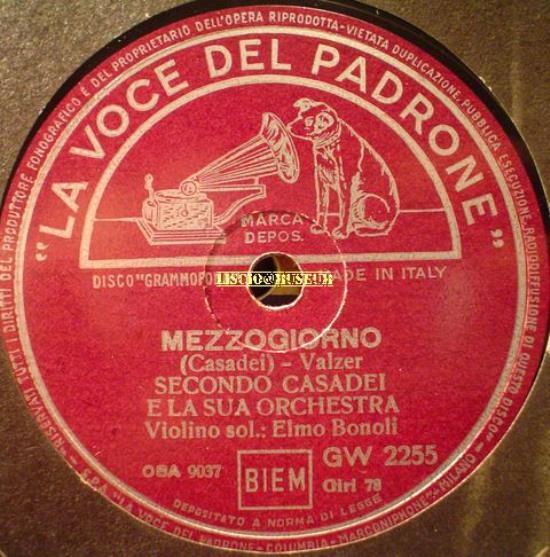 "RISERVATI TUTTI I DIRITTI DEL PRODUTTORE FONOGRAFICO E DEL PROPRIETARIO DELL'OPERA RIPRODOTTA-VIETATA DUPLICAZIONE, PUBBLICA ESECUZIONE, RADIODIFFUSIONE DI QUESTO DISCO"
"LA VOCE DEL PADRONE"
MARCA
DEPOS.
DISCO "GRAMMOFO
MADE IN ITALY
MEZZOGIORNO
(Casadei) - Valzer
SECONDO CASADEI
E LA SUA ORCHESTRA
Violino sol.: Elmo Bonoli
OBA 9037
BIEM
GW 2255
Giri 78
DEPOSITATO A NORMA DI LEGGE
S.P.A. "LA VOCE DEL PADRONE-COLUMBIA-MARCONIPHONE"-MILANO